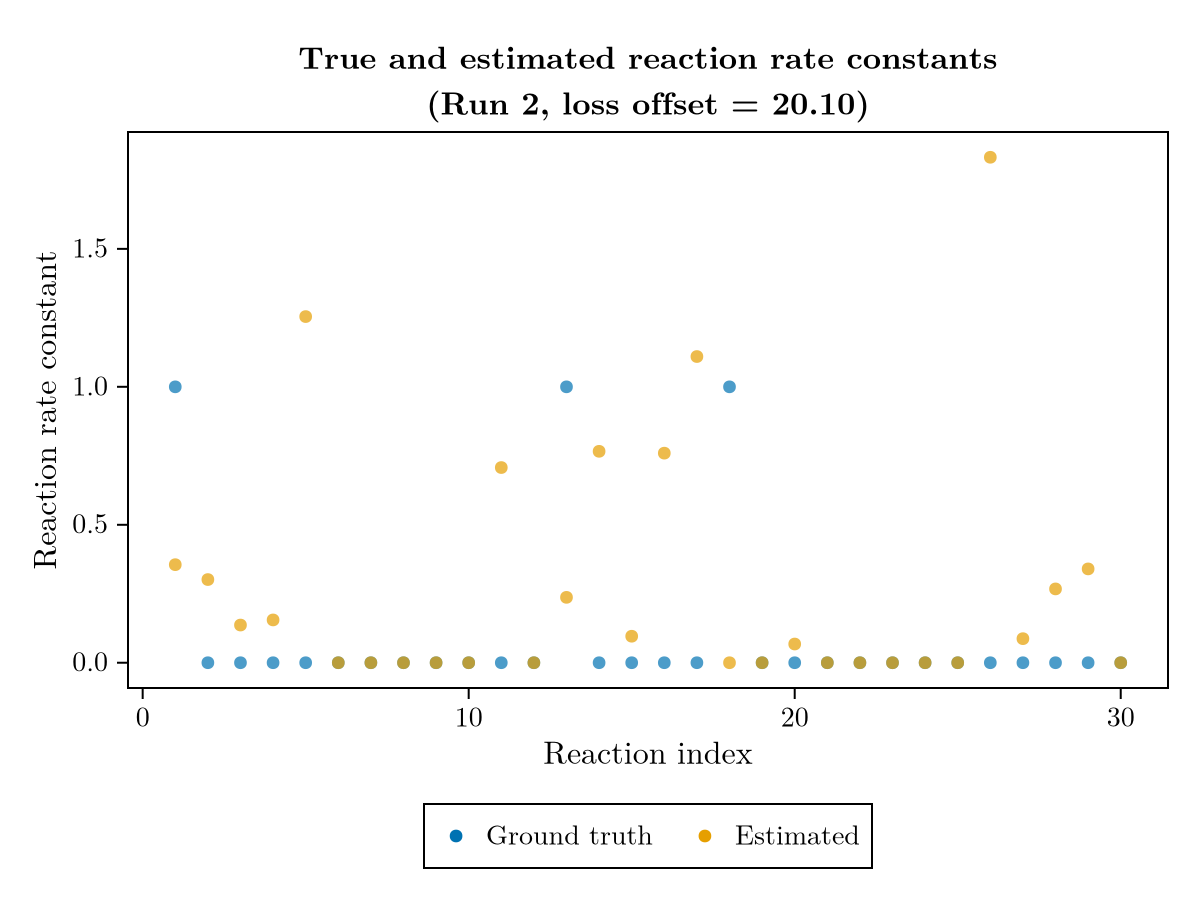 True and estimated reaction rate constants
(Run 2, loss offset = 20.10)
Reaction rate constant
1.5
1.0
0.5
0.0
0 10 20 30
Reaction index
Ground truth Estimated